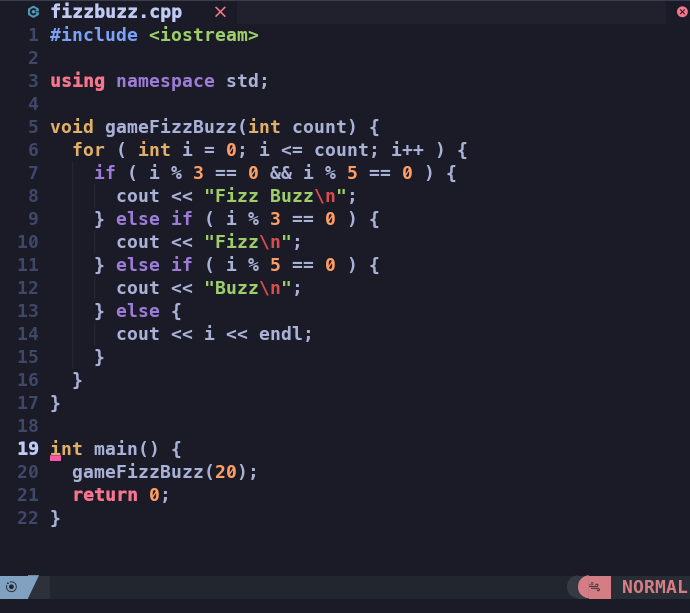 fizzbuzz.cpp
1 #include <iostream>
2
3 using namespace std;
4
5 void gameFizzBuzz(int count) {
6   for ( int i = 0; i <= count; i++ ) {
7     if ( i % 3 == 0 && i % 5 == 0 ) {
8       cout << "Fizz Buzz\n";
9     } else if ( i % 3 == 0 ) {
10       cout << "Fizz\n";
11     } else if ( i % 5 == 0 ) {
12       cout << "Buzz\n";
13     } else {
14       cout << i << endl;
15     }
16   }
17 }
18
19 int main() {
20   gameFizzBuzz(20);
21   return 0;
22 }
NORMAL